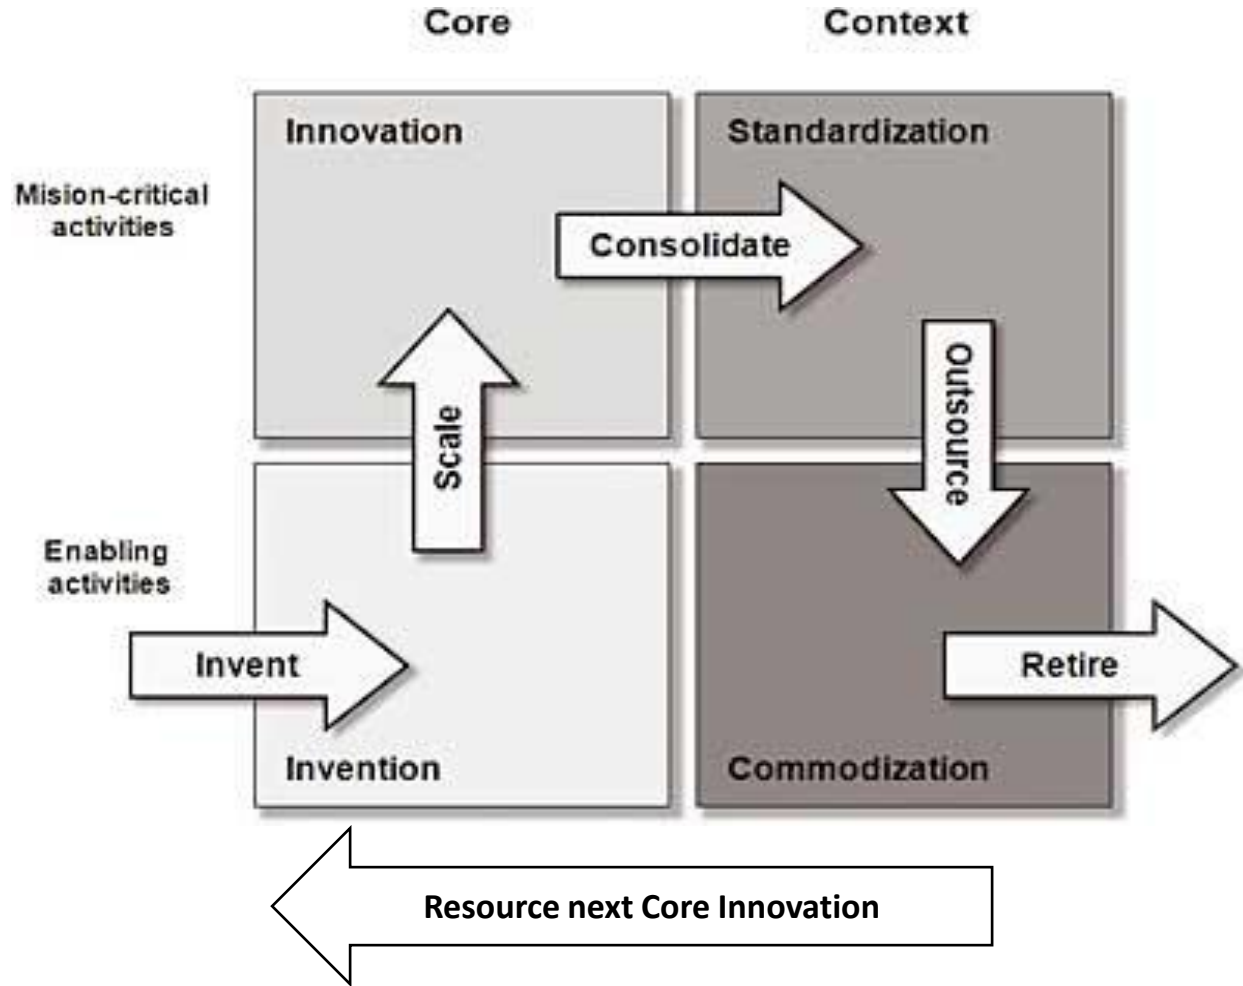 Core
Context
Innovation
Standardization
Mision-critical
activities
Consolidate
Scale
Outsource
Enabling
activities
Invent
Retire
Invention
Commodization
Resource next Core Innovation